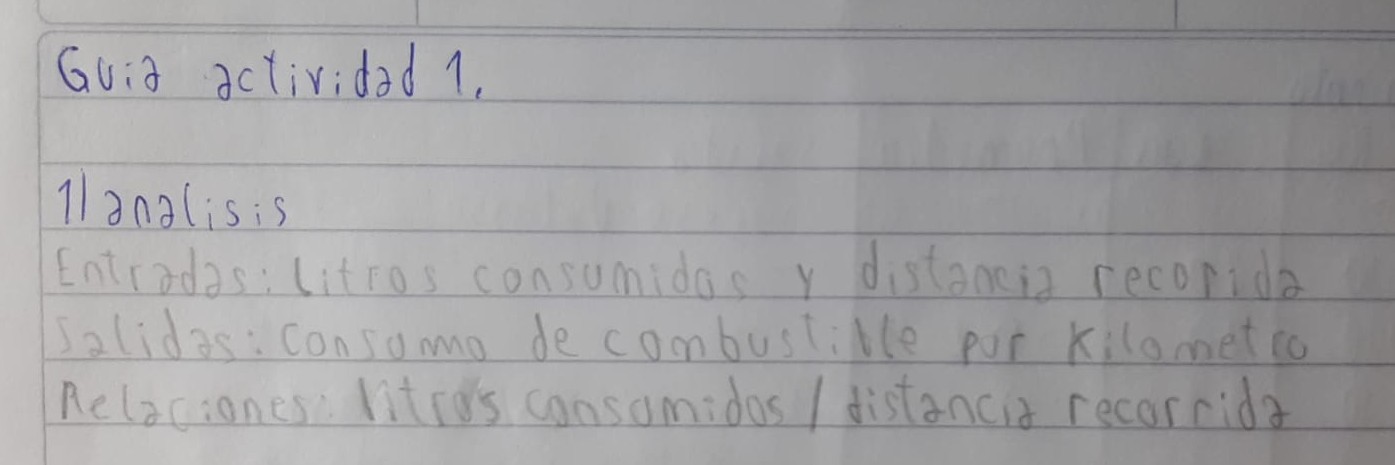 Guia actividad 1.
1) analisis
Entradas: litros consumidos y distancia recorida
Salidas: consumo de combustible por Kilometro
Relaciones: litros consumidos / distancia recorrida